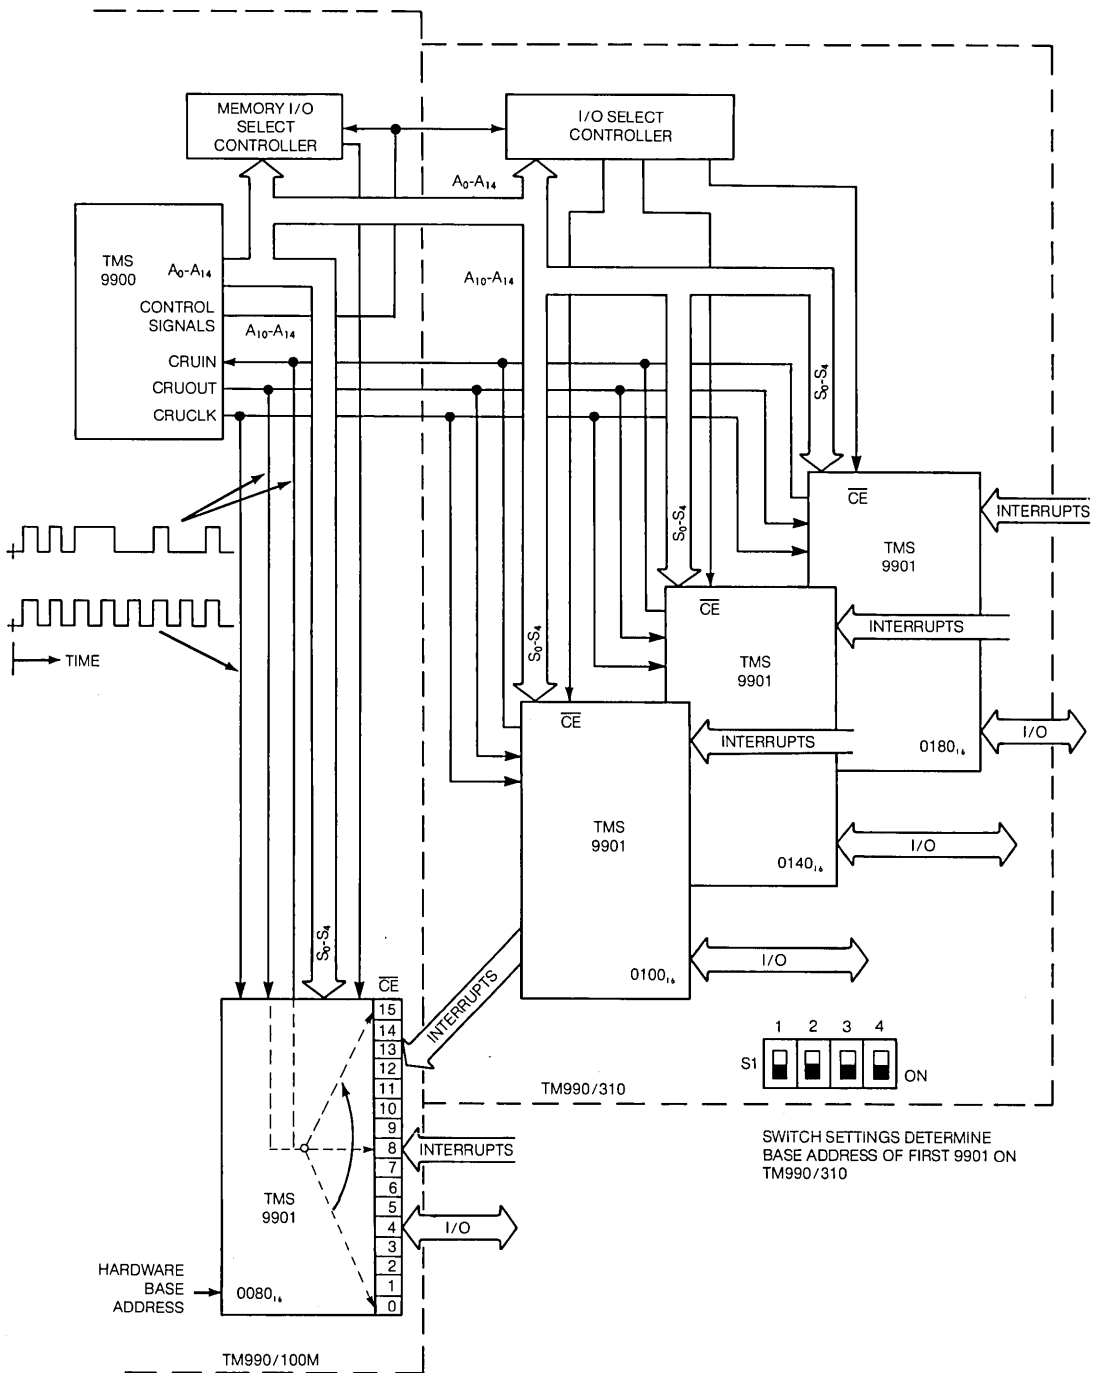 MEMORY I/O
SELECT
CONTROLLER
I/O SELECT
CONTROLLER
A₀-A₁₄
TMS
9900
A₀-A₁₄
CONTROL
SIGNALS
A₁₀-A₁₄
CRUIN
CRUOUT
CRUCLK
A₁₀-A₁₄
S₀-S₄
CE
INTERRUPTS
TMS
9901
0180₁₆
I/O
S₀-S₄
CE
INTERRUPTS
TMS
9901
0140₁₆
I/O
S₀-S₄
CE
INTERRUPTS
TMS
9901
0100₁₆
I/O
TIME
S₀-S₄
CE
INTERRUPTS
15
14
13
12
11
10
9
8
7
6
5
4
3
2
1
0
INTERRUPTS
I/O
TMS
9901
HARDWARE
BASE
ADDRESS
0080₁₆
TM990/100M
1 2 3 4
S1
ON
TM990/310
SWITCH SETTINGS DETERMINE
BASE ADDRESS OF FIRST 9901 ON
TM990/310